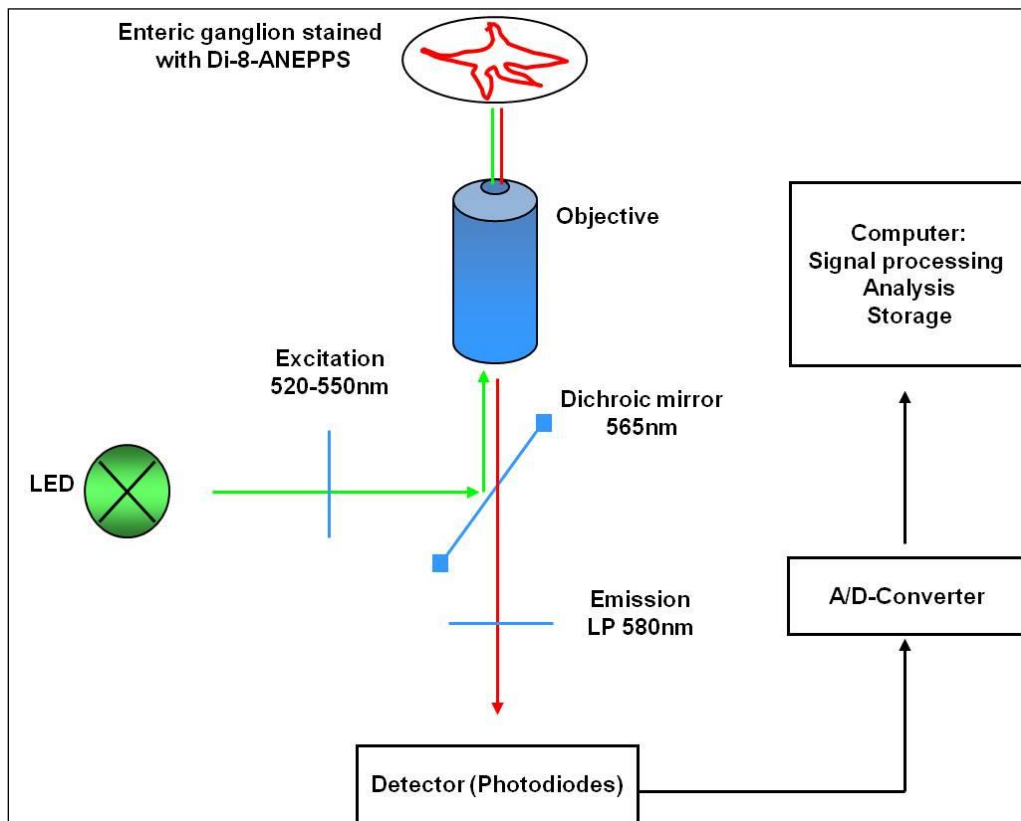 Enteric ganglion stained
with Di-8-ANEPPS
Objective
Computer:
Signal processing
Analysis
Storage
Excitation
520-550nm
Dichroic mirror
565nm
LED
Emission
LP 580nm
A/D-Converter
Detector (Photodiodes)